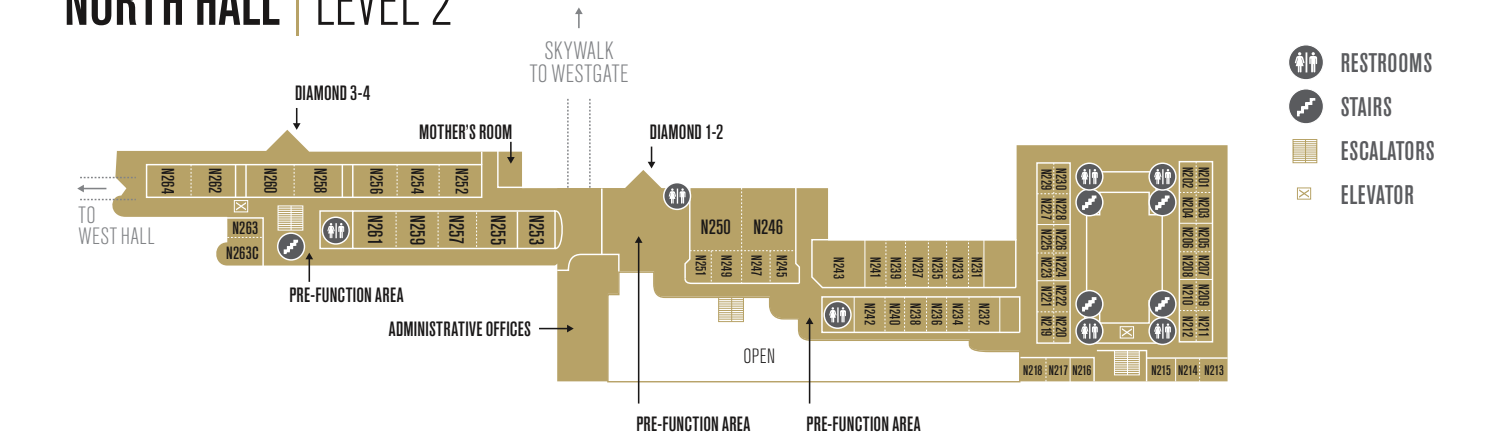 NORTH HALL | LEVEL 2
SKYWALK
TO WESTGATE
RESTROOMS
STAIRS
ESCALATORS
ELEVATOR
DIAMOND 3-4
MOTHER'S ROOM
DIAMOND 1-2
N264
N262
N260
N258
N256
N254
N252
TO
WEST HALL
N263
N263C
N261
N259
N257
N255
N253
PRE-FUNCTION AREA
ADMINISTRATIVE OFFICES
N250
N246
N251
N249
N247
N245
N243
N241
N239
N237
N235
N233
N231
N242
N240
N238
N236
N234
N232
OPEN
N229
N230
N227
N228
N225
N226
N223
N224
N221
N222
N219
N220
N202
N201
N204
N203
N206
N205
N208
N207
N210
N209
N212
N211
N218
N217
N216
N215
N214
N213
PRE-FUNCTION AREA
PRE-FUNCTION AREA